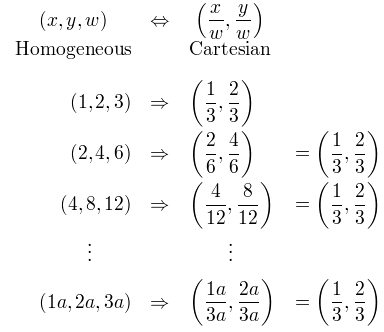 (x, y, w) ⇔ (x/w, y/w)
Homogeneous Cartesian
(1, 2, 3) ⇒ (1/3, 2/3)
(2, 4, 6) ⇒ (2/6, 4/6) = (1/3, 2/3)
(4, 8, 12) ⇒ (4/12, 8/12) = (1/3, 2/3)
⋮ ⋮
(1a, 2a, 3a) ⇒ (1a/3a, 2a/3a) = (1/3, 2/3)